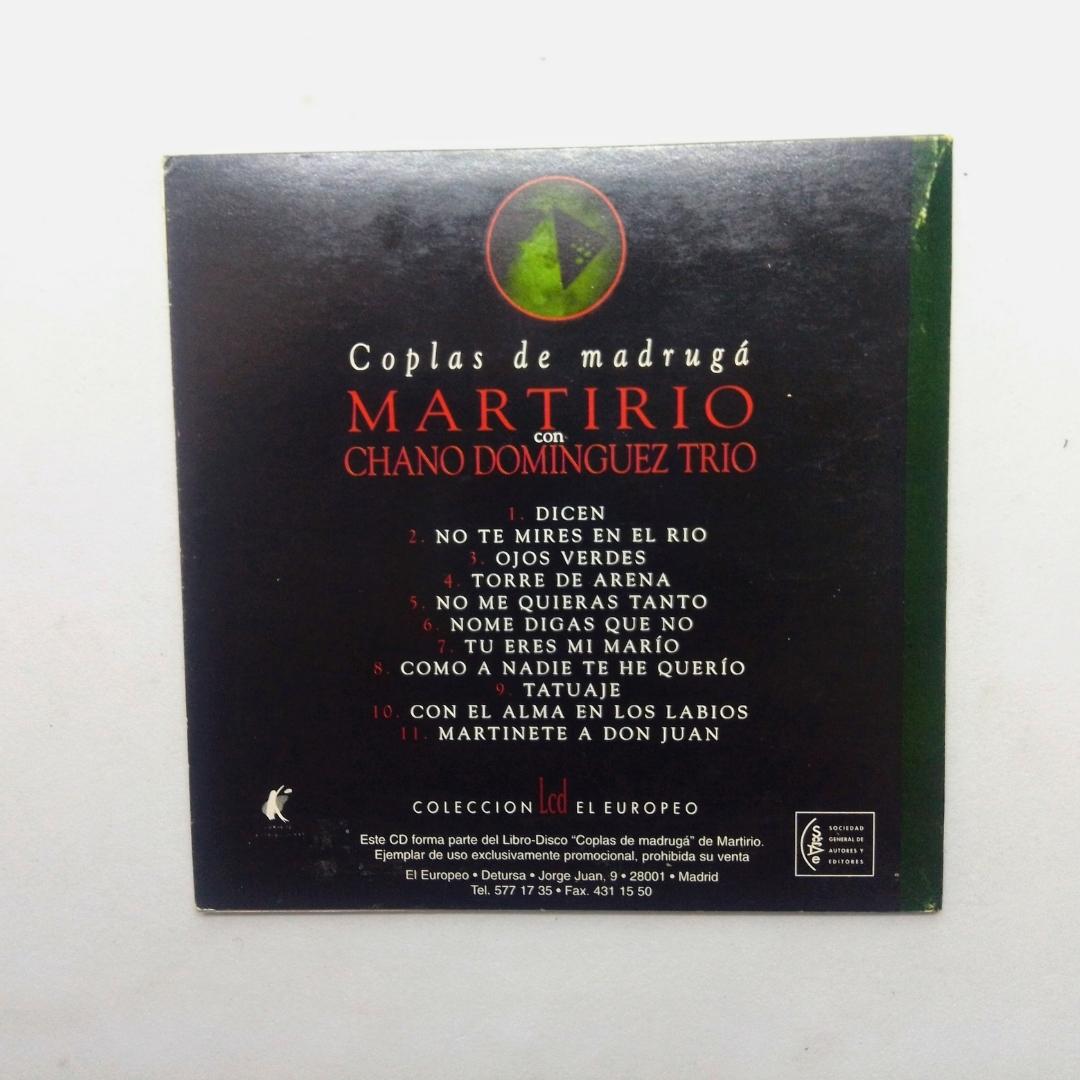 Coplas de madrugá
MARTIRIO
con
CHANO DOMINGUEZ TRIO
1. DICEN
2. NO TE MIRES EN EL RIO
3. OJOS VERDES
4. TORRE DE ARENA
5. NO ME QUIERAS TANTO
6. NOME DIGAS QUE NO
7. TU ERES MI MARÍO
8. COMO A NADIE TE HE QUERÍO
9. TATUAJE
10. CON EL ALMA EN LOS LABIOS
11. MARTINETE A DON JUAN
COLECCION Lcd EL EUROPEO
Este CD forma parte del Libro-Disco "Coplas de madrugá" de Martirio.
Ejemplar de uso exclusivamente promocional, prohibida su venta
El Europeo • Detursa • Jorge Juan, 9 • 28001 • Madrid
Tel. 577 17 35 • Fax. 431 15 50
SGAE
SOCIEDAD
GENERAL DE
AUTORES Y
EDITORES